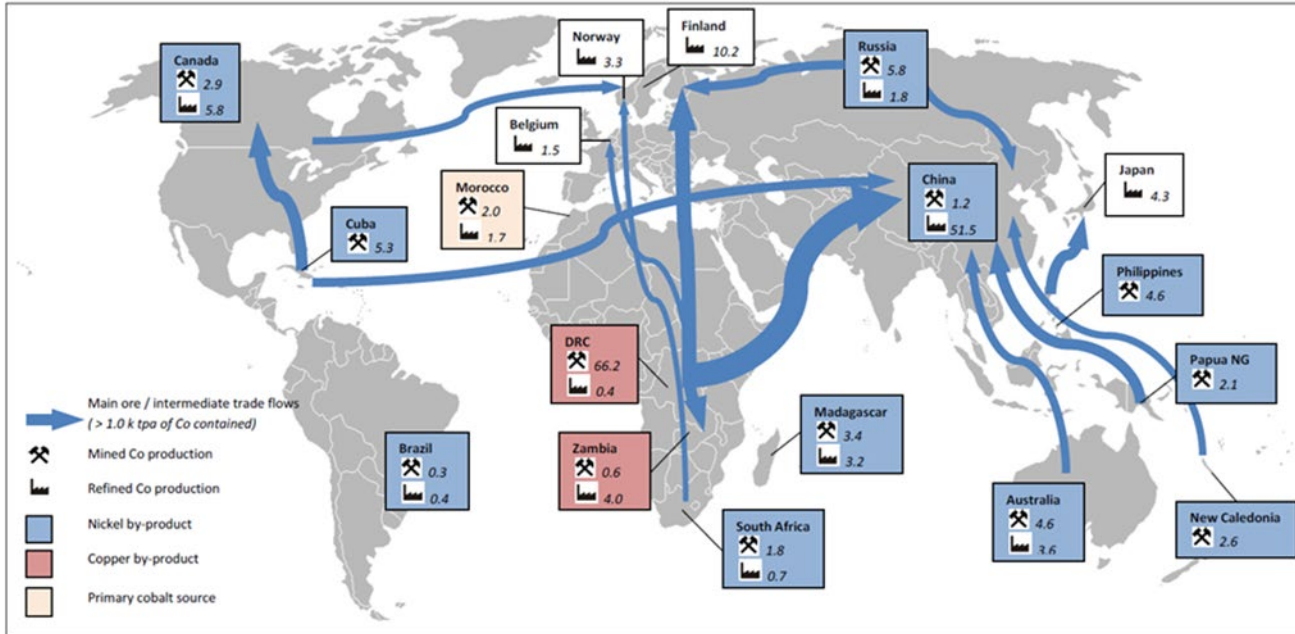 Canada
2.9
5.8
Norway
3.3
Finland
10.2
Russia
5.8
1.8
Belgium
1.5
Morocco
2.0
1.7
Cuba
5.3
China
1.2
51.5
Japan
4.3
Philippines
4.6
Papua NG
2.1
DRC
66.2
0.4
Zambia
0.6
4.0
Madagascar
3.4
3.2
Brazil
0.3
0.4
South Africa
1.8
0.7
Australia
4.6
3.6
New Caledonia
2.6
Main ore / intermediate trade flows
( > 1.0 k tpa of Co contained)
Mined Co production
Refined Co production
Nickel by-product
Copper by-product
Primary cobalt source